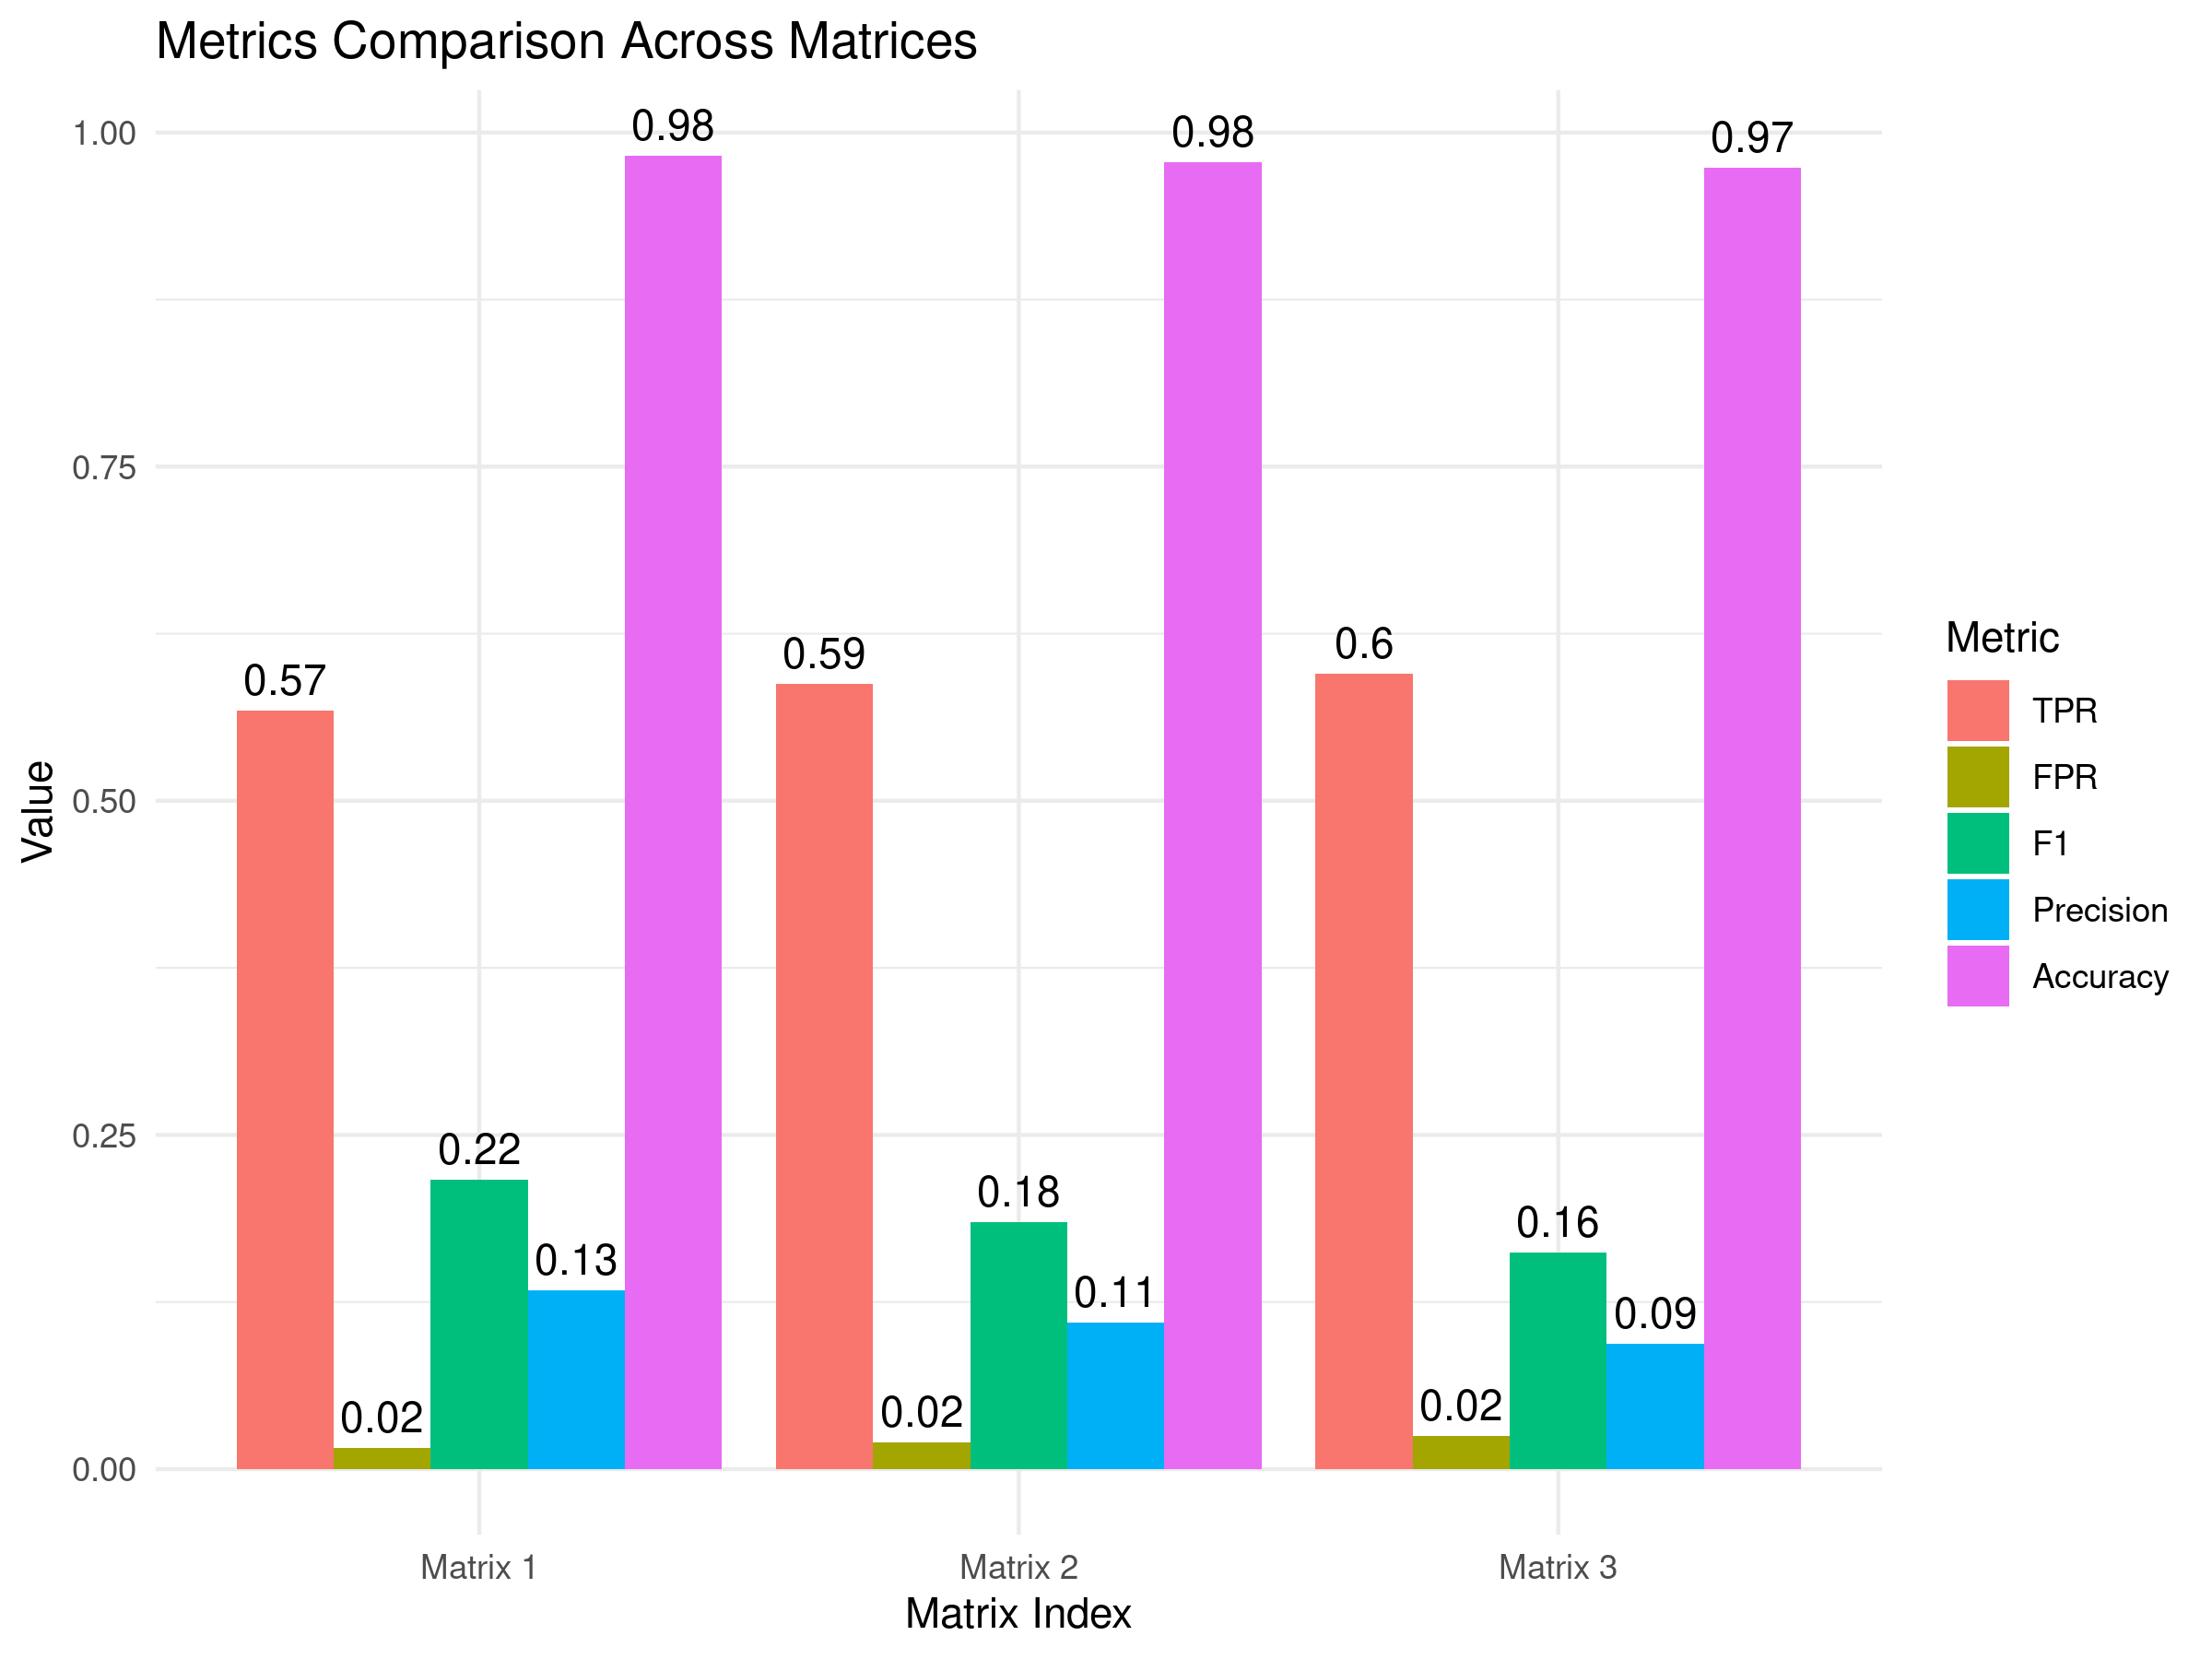 Metrics Comparison Across Matrices
1.00
0.75
0.50
0.25
0.00
Value
0.57
0.02
0.22
0.13
0.98
0.59
0.02
0.18
0.11
0.98
0.6
0.02
0.16
0.09
0.97
Matrix 1
Matrix 2
Matrix 3
Matrix Index
Metric
TPR
FPR
F1
Precision
Accuracy